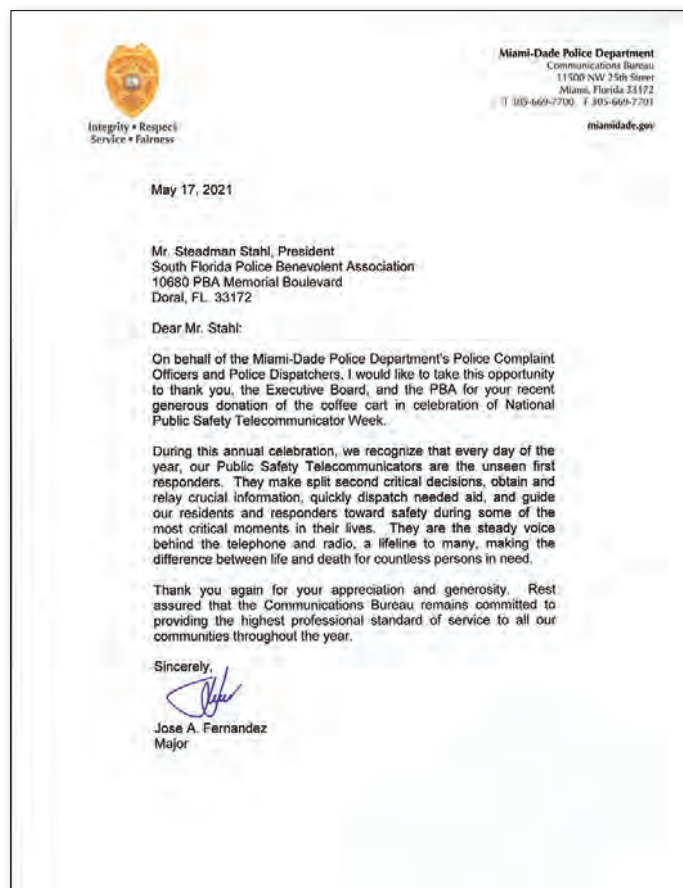 Miami-Dade Police Department
Communications Bureau
11500 NW 25th Street
Miami, Florida 33172
T 305-669-7700 F 305-669-7701
miamidade.gov
Integrity • Respect
Service • Fairness
May 17, 2021
Mr. Steadman Stahl, President
South Florida Police Benevolent Association
10680 PBA Memorial Boulevard
Doral, FL 33172
Dear Mr. Stahl:
On behalf of the Miami-Dade Police Department's Police Complaint
Officers and Police Dispatchers, I would like to take this opportunity
to thank you, the Executive Board, and the PBA for your recent
generous donation of the coffee cart in celebration of National
Public Safety Telecommunicator Week.
During this annual celebration, we recognize that every day of the
year, our Public Safety Telecommunicators are the unseen first
responders. They make split second critical decisions, obtain and
relay crucial information, quickly dispatch needed aid, and guide
our residents and responders toward safety during some of the
most critical moments in their lives. They are the steady voice
behind the telephone and radio, a lifeline to many, making the
difference between life and death for countless persons in need.
Thank you again for your appreciation and generosity. Rest
assured that the Communications Bureau remains committed to
providing the highest professional standard of service to all our
communities throughout the year.
Sincerely,
Jose A. Fernandez
Major